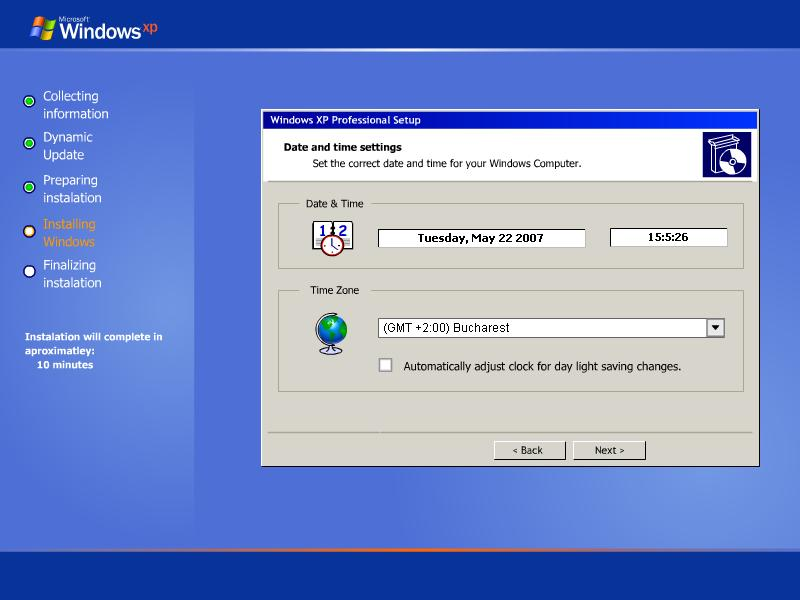 Microsoft
Windows xp
Collecting
information
Dynamic
Update
Preparing
instalation
Installing
Windows
Finalizing
instalation
Instalation will complete in
aproximatley:
10 minutes
Windows XP Professional Setup
Date and time settings
Set the correct date and time for your Windows Computer.
Date & Time
1 2
Tuesday, May 22 2007
15:5:26
Time Zone
(GMT +2:00) Bucharest
Automatically adjust clock for day light saving changes.
< Back
Next >